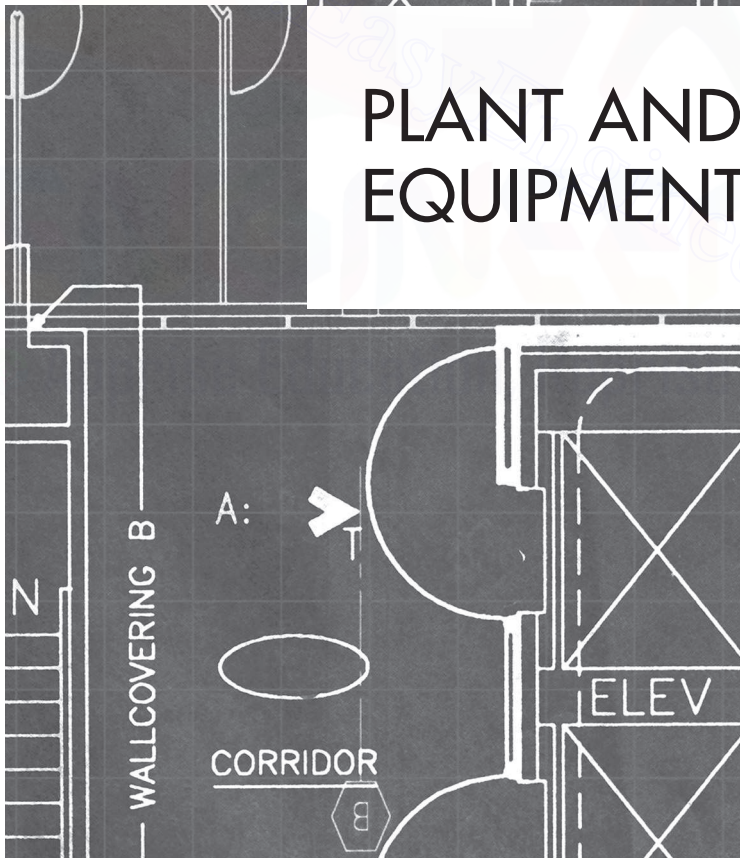 PLANT AND
EQUIPMENT
A:
T
N
WALLCOVERING B
ELEV
CORRIDOR
B